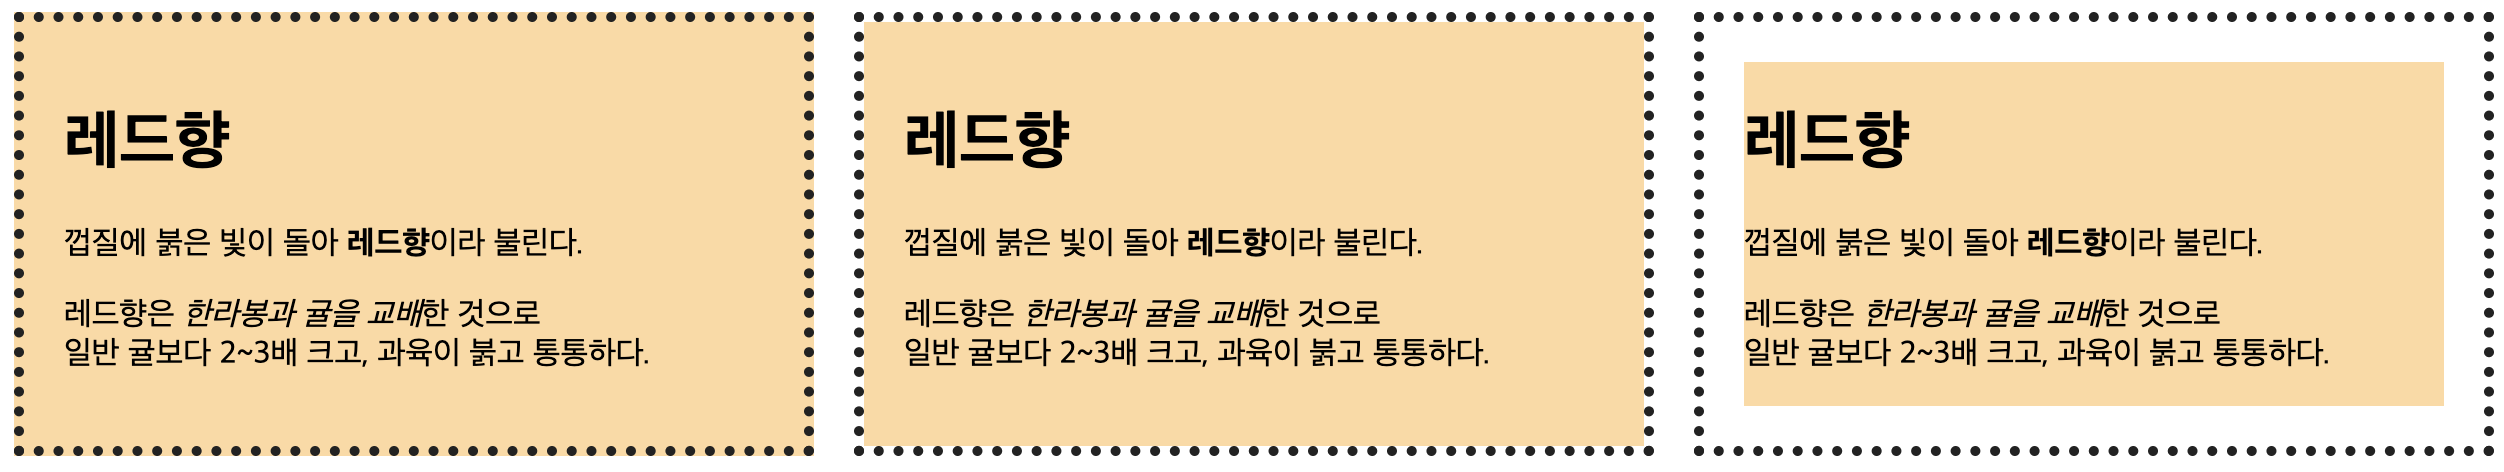 레드향
겉껍질에 붉은 빛이 돌아 레드향이라 불린다.
레드향은 한라봉과 귤을 교배한 것으로
일반 귤보다 2~3배 크고, 과육이 붉고 통통하다.
레드향
겉껍질에 붉은 빛이 돌아 레드향이라 불린다.
레드향은 한라봉과 귤을 교배한 것으로
일반 귤보다 2~3배 크고, 과육이 붉고 통통하다.
레드향
겉껍질에 붉은 빛이 돌아 레드향이라 불린다.
레드향은 한라봉과 귤을 교배한 것으로
일반 귤보다 2~3배 크고, 과육이 붉고 통통하다.